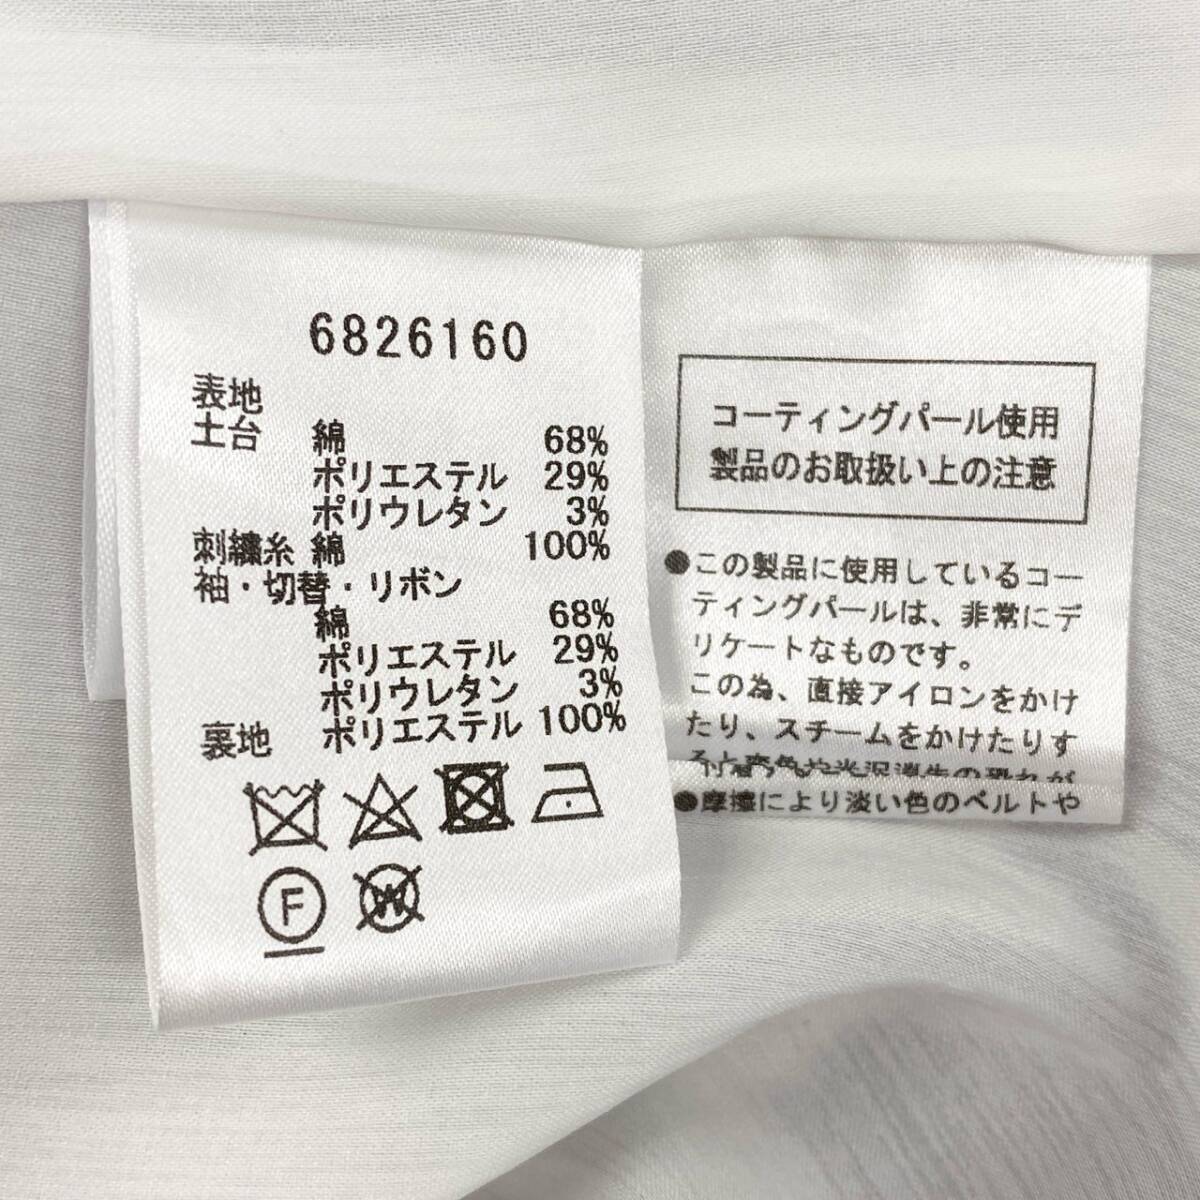 6826160
表地
土台 綿 68%
ポリエステル 29%
ポリウレタン 3%
刺繍糸 綿 100%
袖・切替・リボン
綿 68%
ポリエステル 29%
ポリウレタン 3%
裏地 ポリエステル 100%
F
W
コーティングパール使用
製品のお取扱い上の注意
●この製品に使用しているコー
ティングパールは、非常にデ
リケートなものです。
この為、直接アイロンをかけ
たり、スチームをかけたりす
●摩擦により淡い色のベルトや